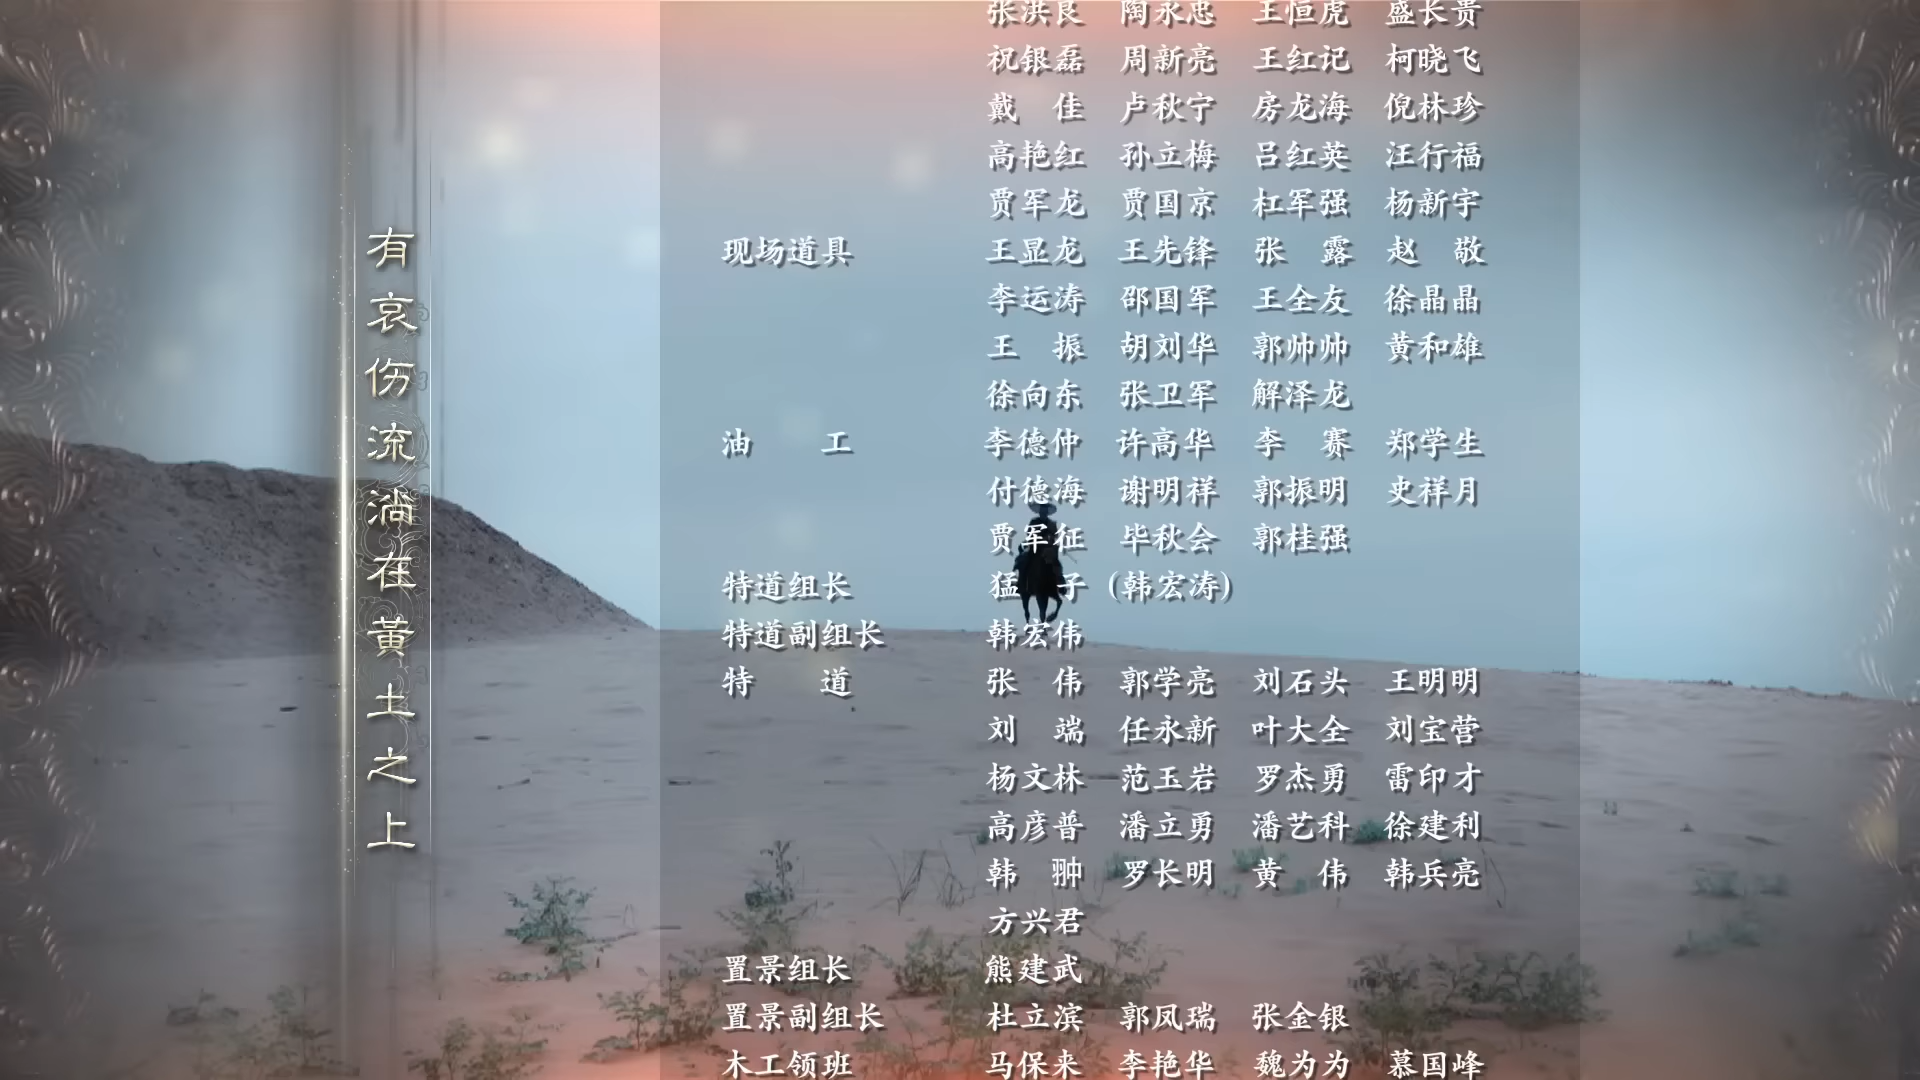 有哀伤流淌在黄土之上
张洪良 陶永忠 王恒虎 盛长贵
祝银磊 周新亮 王红记 柯晓飞
戴 佳 卢秋宁 房龙海 倪林珍
高艳红 孙立梅 吕红英 汪行福
贾军龙 贾国京 杜军强 杨新宇
现场道具 王显龙 王先锋 张 露 赵 敬
李运涛 邵国军 王全友 徐晶晶
王 振 胡刘华 郭帅帅 黄和雄
徐向东 张卫军 解泽龙
油 工 李德仲 许高华 李 赛 郑学生
付德海 谢明祥 郭振明 史祥月
贾军征 毕秋会 郭桂强
特道组长 猛 子（韩宏涛）
特道副组长 韩宏伟
特 道 张 伟 郭学亮 刘石头 王明明
刘 端 任永新 叶大全 刘宝营
杨文林 范玉岩 罗杰勇 雷印才
高彦普 潘立勇 潘艺科 徐建利
韩 翀 罗长明 黄 伟 韩兵亮
方兴君
置景组长 熊建武
置景副组长 杜立滨 郭凤瑞 张金银
木工领班 马保来 李艳华 魏为为 慕国峰